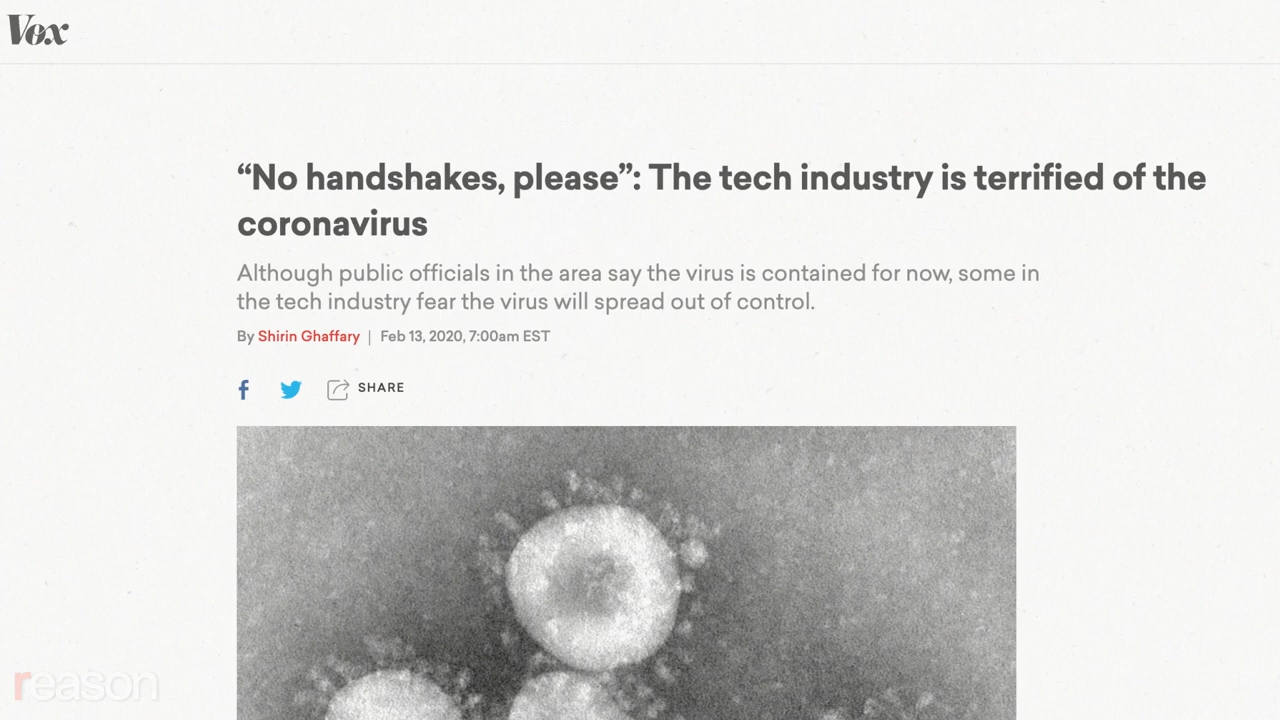 Vox
“No handshakes, please”: The tech industry is terrified of the
coronavirus
Although public officials in the area say the virus is contained for now, some in
the tech industry fear the virus will spread out of control.
By Shirin Ghaffary | Feb 13, 2020, 7:00am EST
SHARE
reason